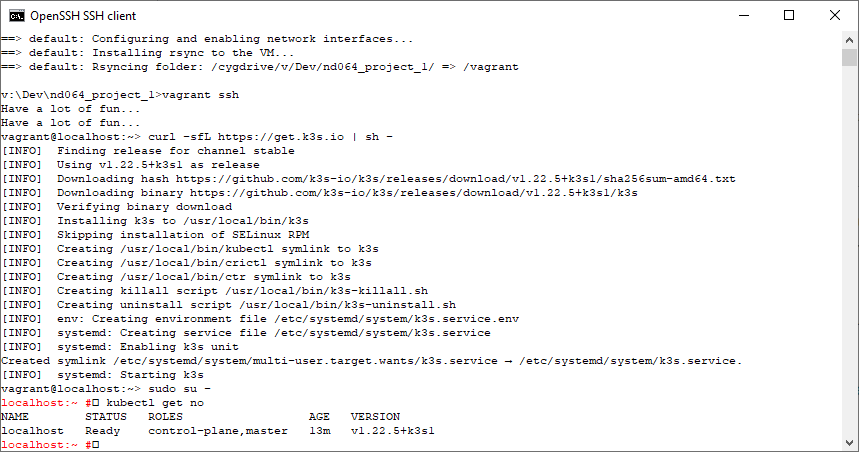 OpenSSH SSH client
==> default: Configuring and enabling network interfaces...
==> default: Installing rsync to the VM...
==> default: Rsyncing folder: /cygdrive/v/Dev/nd064_project_1/ => /vagrant
v:\Dev\nd064_project_1>vagrant ssh
Have a lot of fun...
Have a lot of fun...
vagrant@localhost:~> curl -sfL https://get.k3s.io | sh -
[INFO]  Finding release for channel stable
[INFO]  Using v1.22.5+k3s1 as release
[INFO]  Downloading hash https://github.com/k3s-io/k3s/releases/download/v1.22.5+k3s1/sha256sum-amd64.txt
[INFO]  Downloading binary https://github.com/k3s-io/k3s/releases/download/v1.22.5+k3s1/k3s
[INFO]  Verifying binary download
[INFO]  Installing k3s to /usr/local/bin/k3s
[INFO]  Skipping installation of SELinux RPM
[INFO]  Creating /usr/local/bin/kubectl symlink to k3s
[INFO]  Creating /usr/local/bin/crictl symlink to k3s
[INFO]  Creating /usr/local/bin/ctr symlink to k3s
[INFO]  Creating killall script /usr/local/bin/k3s-killall.sh
[INFO]  Creating uninstall script /usr/local/bin/k3s-uninstall.sh
[INFO]  env: Creating environment file /etc/systemd/system/k3s.service.env
[INFO]  systemd: Creating service file /etc/systemd/system/k3s.service
[INFO]  systemd: Enabling k3s unit
Created symlink /etc/systemd/system/multi-user.target.wants/k3s.service → /etc/systemd/system/k3s.service.
[INFO]  systemd: Starting k3s
vagrant@localhost:~> sudo su -
localhost:~ #□ kubectl get no
NAME        STATUS   ROLES                  AGE   VERSION
localhost   Ready    control-plane,master   13m   v1.22.5+k3s1
localhost:~ #□